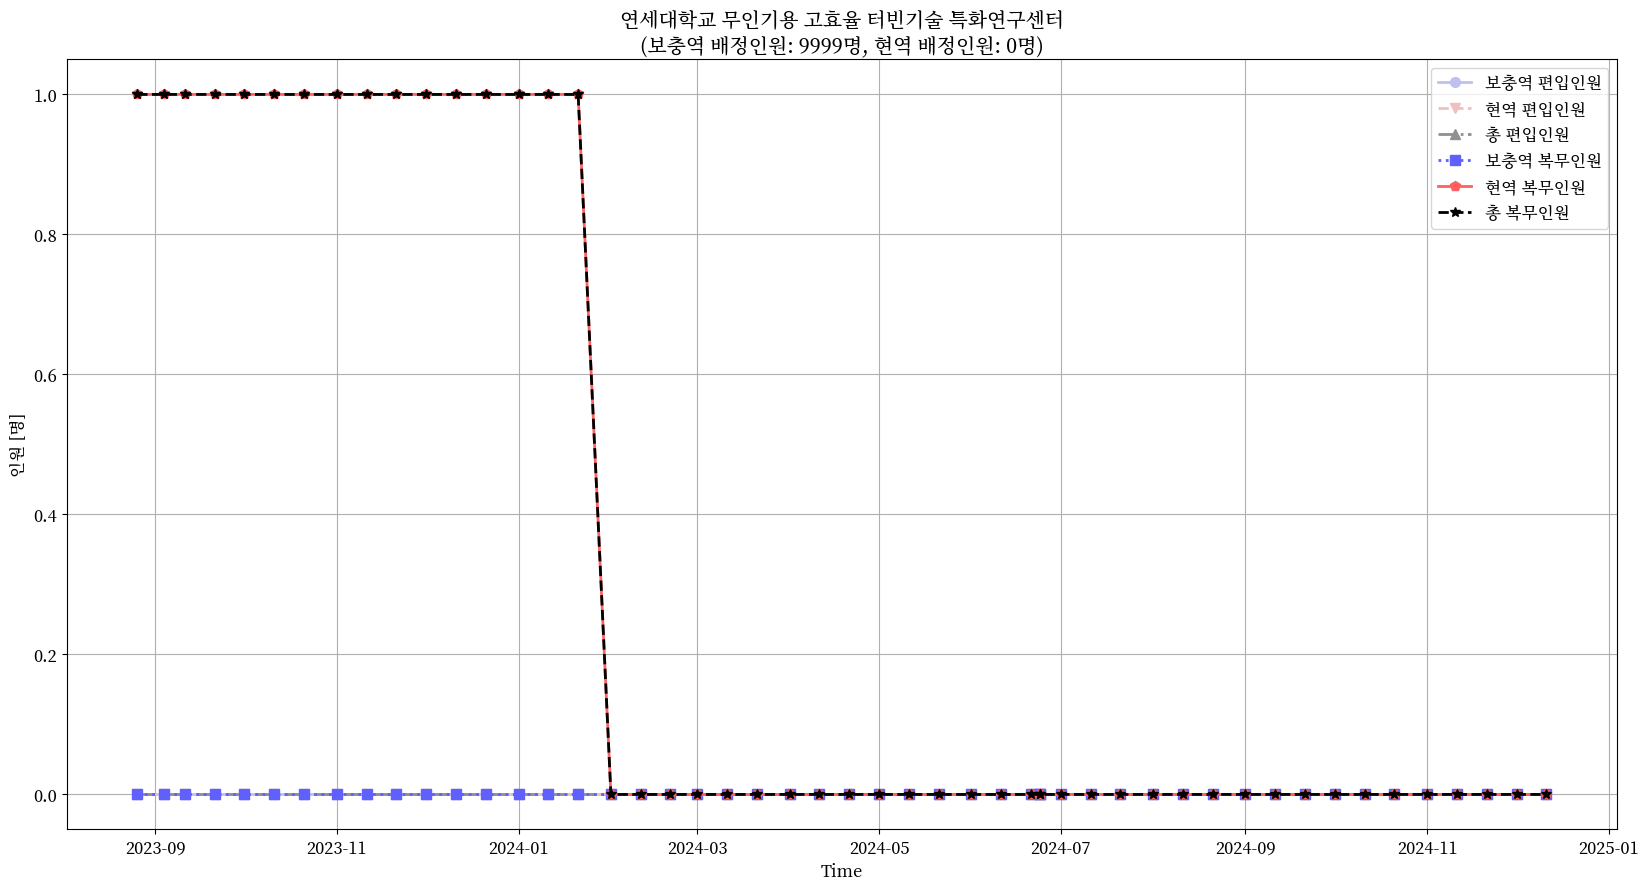 연세대학교 무인기용 고효율 터빈기술 특화연구센터
(보충역 배정인원: 9999명, 현역 배정인원: 0명)
보충역 편입인원
현역 편입인원
총 편입인원
보충역 복무인원
현역 복무인원
총 복무인원
인원 [명]
1.0
0.8
0.6
0.4
0.2
0.0
2023-09
2023-11
2024-01
2024-03
2024-05
2024-07
2024-09
2024-11
2025-01
Time